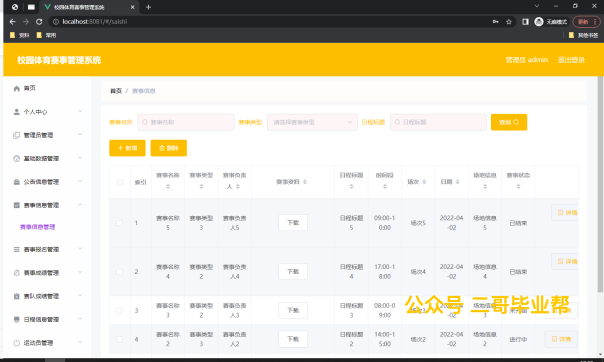 校园体育赛事管理系统
localhost:8081/#/saishi
无痕模式
更新
资料 常用
其他书签
校园体育赛事管理系统
管理员 admin 退出登录
首页
个人中心
管理员管理
基础数据管理
公告信息管理
赛事信息管理
赛事信息管理
赛事报名管理
赛事成绩管理
赛队成绩管理
日程信息管理
运动员管理
首页 / 赛事信息
赛事名称 赛事名称 赛事类型 请选择赛事类型 日程标题 日程标题 查询
+ 新增 删除
索引 赛事名称 赛事类型 赛事负责人 赛事资料 日程标题 时间段 场次 日期 场地信息 赛事状态
1 赛事名称5 赛事类型3 赛事负责人5 下载 日程标题5 09:00-10:00 场次5 2022-04-02 场地信息5 已结束 详情
2 赛事名称4 赛事类型2 赛事负责人4 下载 日程标题4 17:00-18:00 场次4 2022-04-02 场地信息4 已结束 详情
3 赛事名称3 赛事类型3 赛事负责人3 下载 日程标题3 08:00-09:00 场次3 2022-04-02 场地信息3
4 赛事名称2 赛事类型3 赛事负责人2 下载 日程标题2 14:00-15:00 场次2 2022-04-02 场地信息2 进行中 详情
公众号 二哥毕业帮